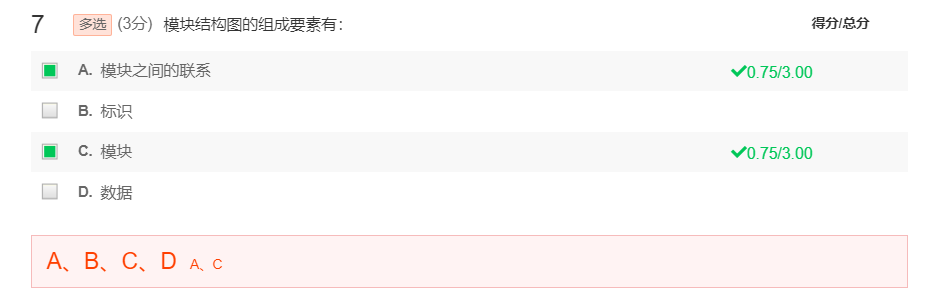 7 多选 (3分) 模块结构图的组成要素有： 得分/总分
A. 模块之间的联系 0.75/3.00
B. 标识
C. 模块 0.75/3.00
D. 数据
A、B、C、D A、C